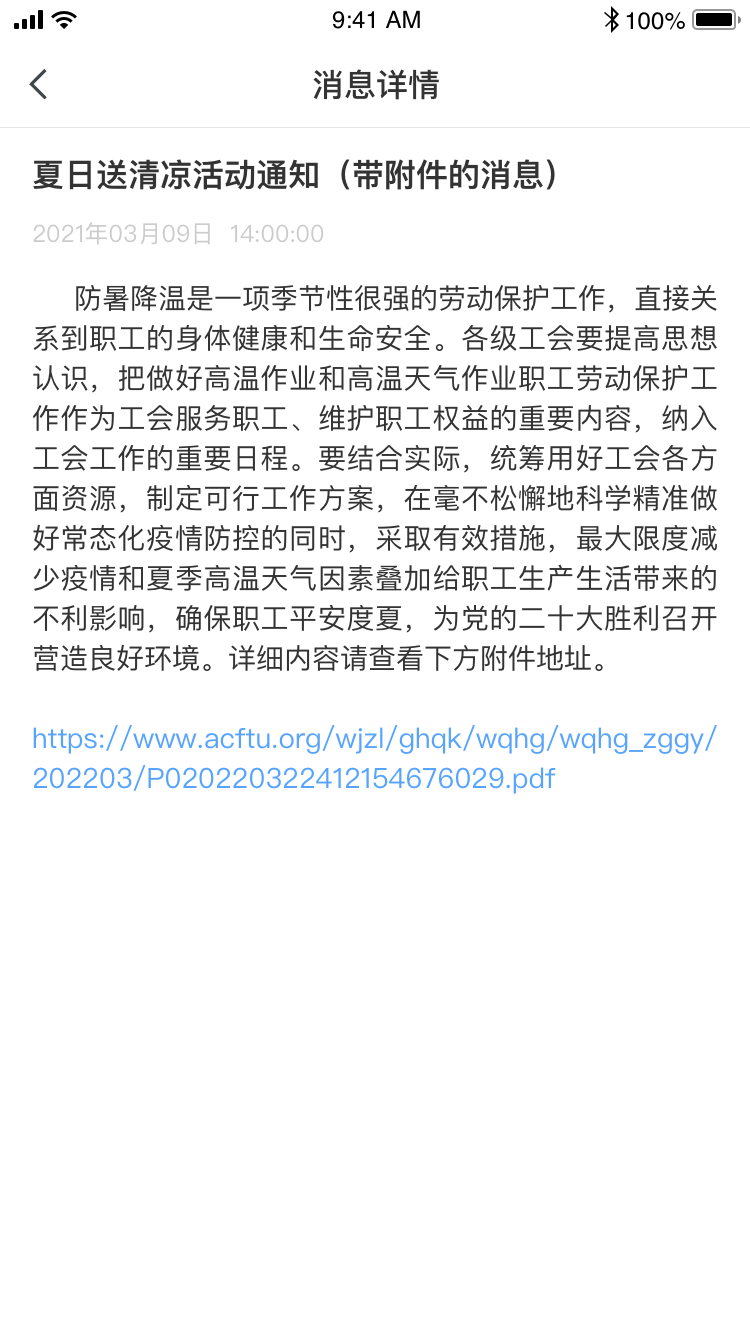 9:41 AM
100%
消息详情
夏日送清凉活动通知（带附件的消息）
2021年03月09日 14:00:00
防暑降温是一项季节性很强的劳动保护工作，直接关
系到职工的身体健康和生命安全。各级工会要提高思想
认识，把做好高温作业和高温天气作业职工劳动保护工
作作为工会服务职工、维护职工权益的重要内容，纳入
工会工作的重要日程。要结合实际，统筹用好工会各方
面资源，制定可行工作方案，在毫不松懈地科学精准做
好常态化疫情防控的同时，采取有效措施，最大限度减
少疫情和夏季高温天气因素叠加给职工生产生活带来的
不利影响，确保职工平安度夏，为党的二十大胜利召开
营造良好环境。详细内容请查看下方附件地址。
https://www.acftu.org/wjzl/ghqk/wqhg/wqhg_zggy/
202203/P020220322412154676029.pdf